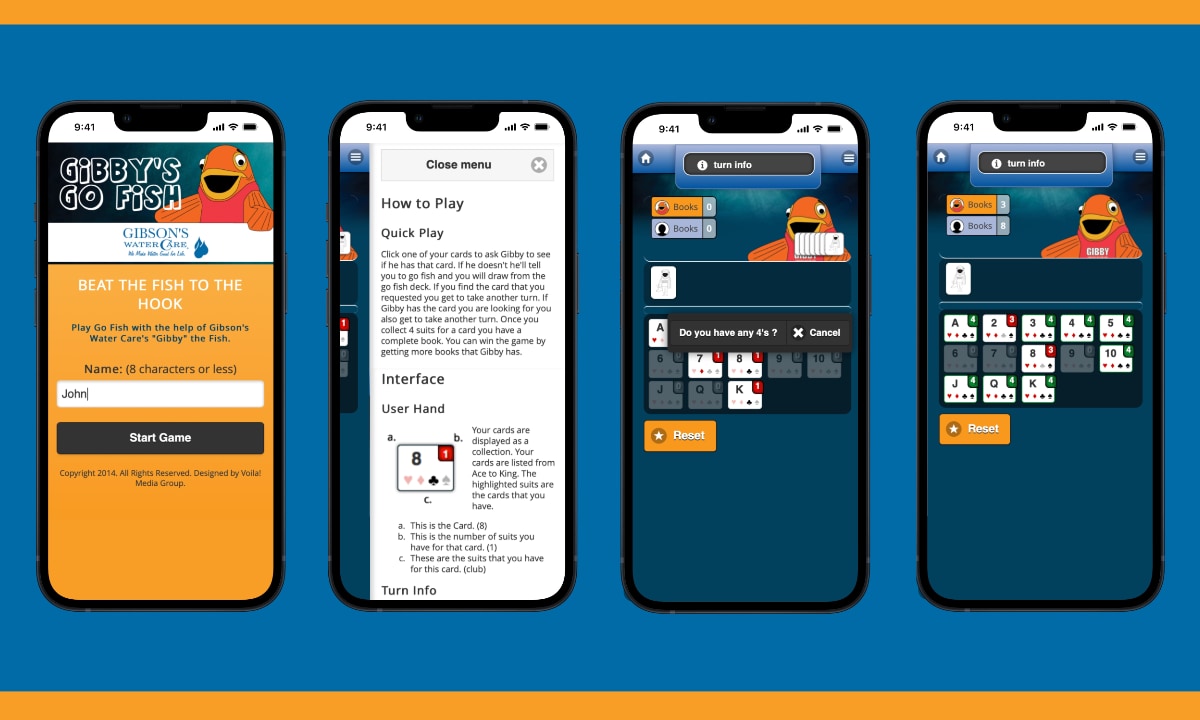 9:41
GiBBY'S
GO FiSH
GIBSON'S
WATER CARE
We Make Water Good for Life.
BEAT THE FISH TO THE
HOOK
Play Go Fish with the help of Gibson's
Water Care's "Gibby" the Fish.
Name: (8 characters or less)
John
Start Game
Copyright 2014. All Rights Reserved. Designed by Voila!
Media Group.
9:41
Close menu
How to Play
Quick Play
Click one of your cards to ask Gibby to see
if he has that card. If he doesn't he'll tell
you to go fish and you will draw from the
go fish deck. If you find the card that you
requested you get to take another turn. If
Gibby has the card you are looking for you
also get to take another turn. Once you
collect 4 suits for a card you have a
complete book. You can win the game by
getting more books that Gibby has.
1
0
Interface
User Hand
a.
b.
8
1
c.
Your cards are
displayed as a
collection. Your
cards are listed from
Ace to King. The
highlighted suits are
the cards that you
have.
a. This is the Card. (8)
b. This is the number of suits you
have for that card. (1)
c. These are the suits that you have
for this card. (club)
Turn Info
9:41
turn info
Books 0
Books 0
A
Do you have any 4's ?
Cancel
6 0 7 1 8 1 9 0 10 0
J 0 Q 0 K 1
Reset
9:41
turn info
Books 3
Books 8
GIBBY
A 4 2 3 3 4 4 4 5 4
6 0 7 0 8 3 9 0 10 4
J 4 Q 4 K 4
Reset